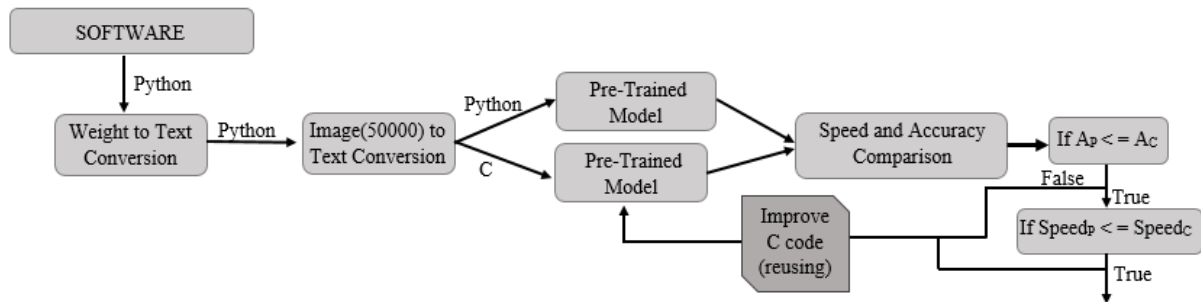 SOFTWARE
Python
Weight to Text
Conversion
Python
Image(50000) to
Text Conversion
Python
C
Pre-Trained
Model
Pre-Trained
Model
Speed and Accuracy
Comparison
If AP < = AC
False
True
If SpeedP < = SpeedC
True
Improve
C code
(reusing)